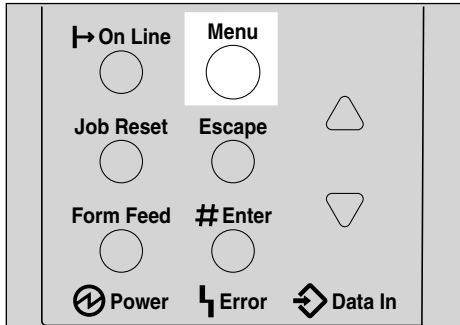 On Line Menu
Job Reset Escape
Form Feed # Enter
Power Error Data In